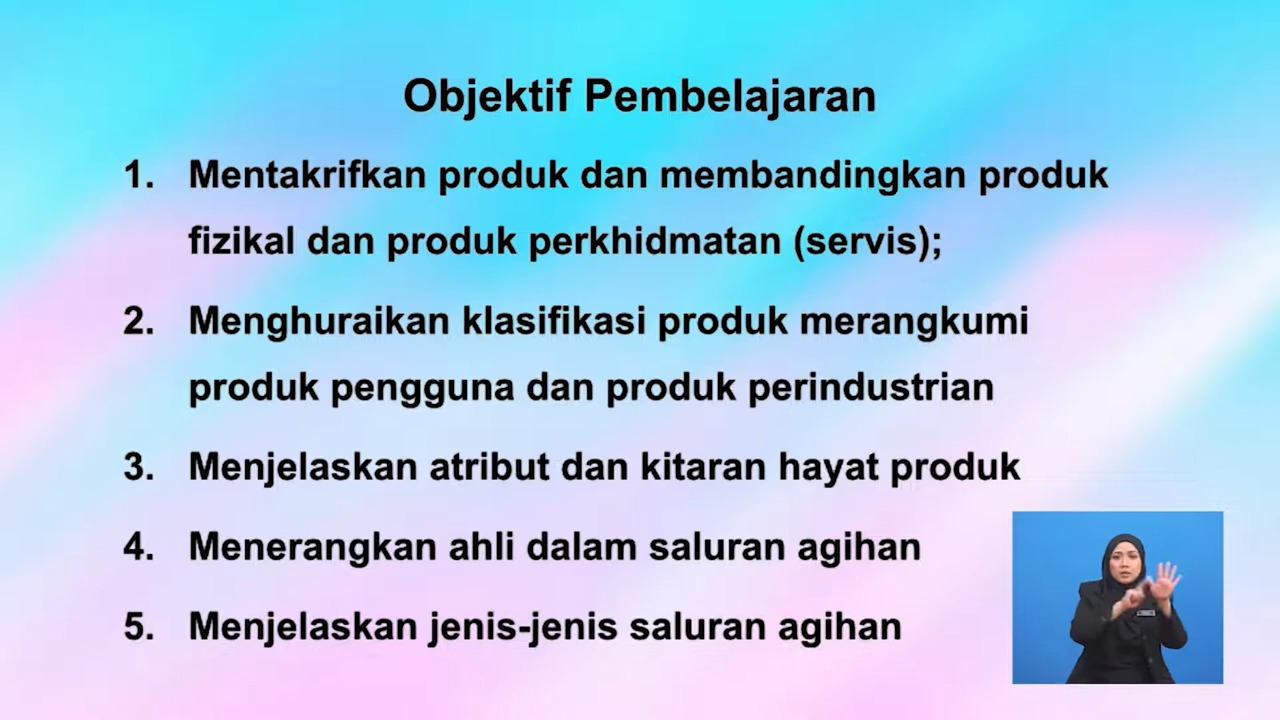 Objektif Pembelajaran
1. Mentakrifkan produk dan membandingkan produk
fizikal dan produk perkhidmatan (servis);
2. Menghuraikan klasifikasi produk merangkumi
produk pengguna dan produk perindustrian
3. Menjelaskan atribut dan kitaran hayat produk
4. Menerangkan ahli dalam saluran agihan
5. Menjelaskan jenis-jenis saluran agihan